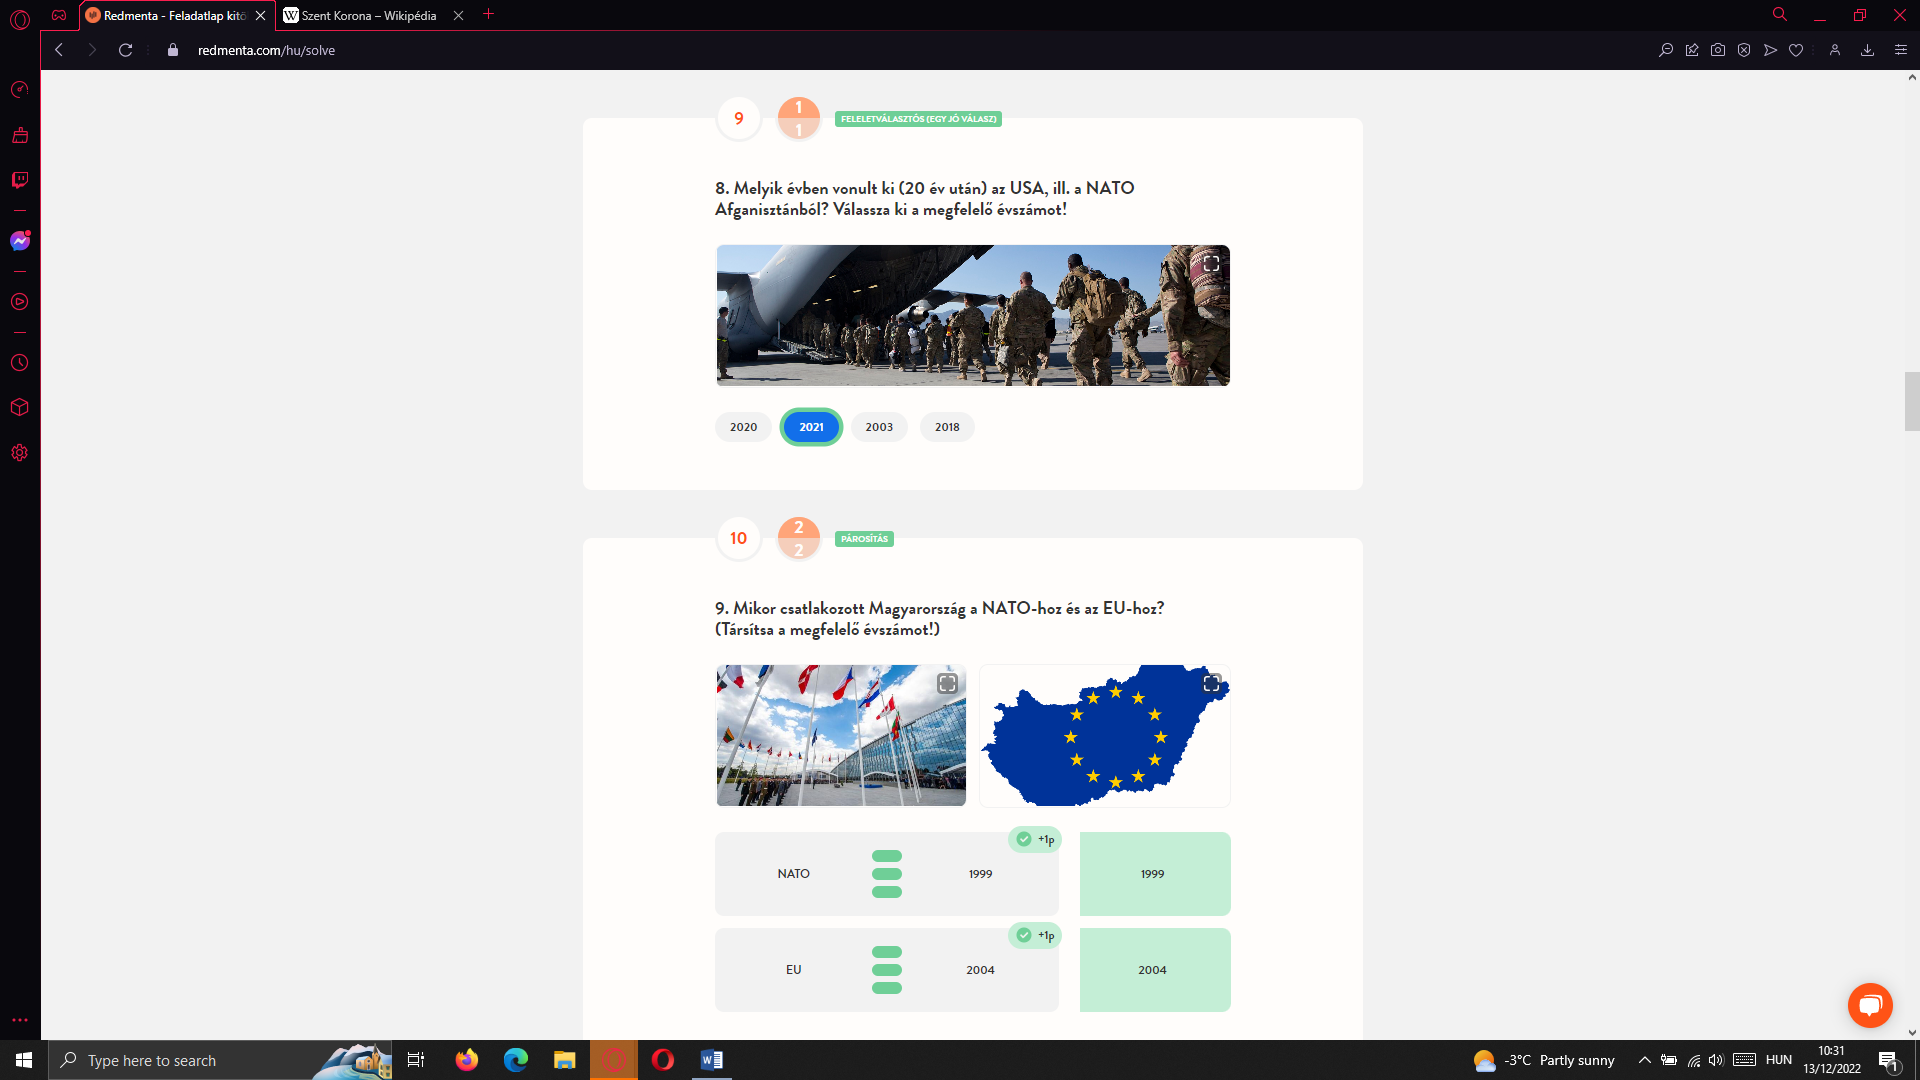 Redmenta - Feladatlap kitö
Szent Korona – Wikipédia
redmenta.com/hu/solve
9
1
1
FELELETVÁLASZTÓS (EGY JÓ VÁLASZ)
8. Melyik évben vonult ki (20 év után) az USA, ill. a NATO
Afganisztánból? Válassza ki a megfelelő évszámot!
2020
2021
2003
2018
10
2
2
PÁROSÍTÁS
9. Mikor csatlakozott Magyarország a NATO-hoz és az EU-hoz?
(Társítsa a megfelelő évszámot!)
+1p
NATO
1999
1999
+1p
EU
2004
2004
Type here to search
-3°C Partly sunny
HUN
10:31
13/12/2022
1